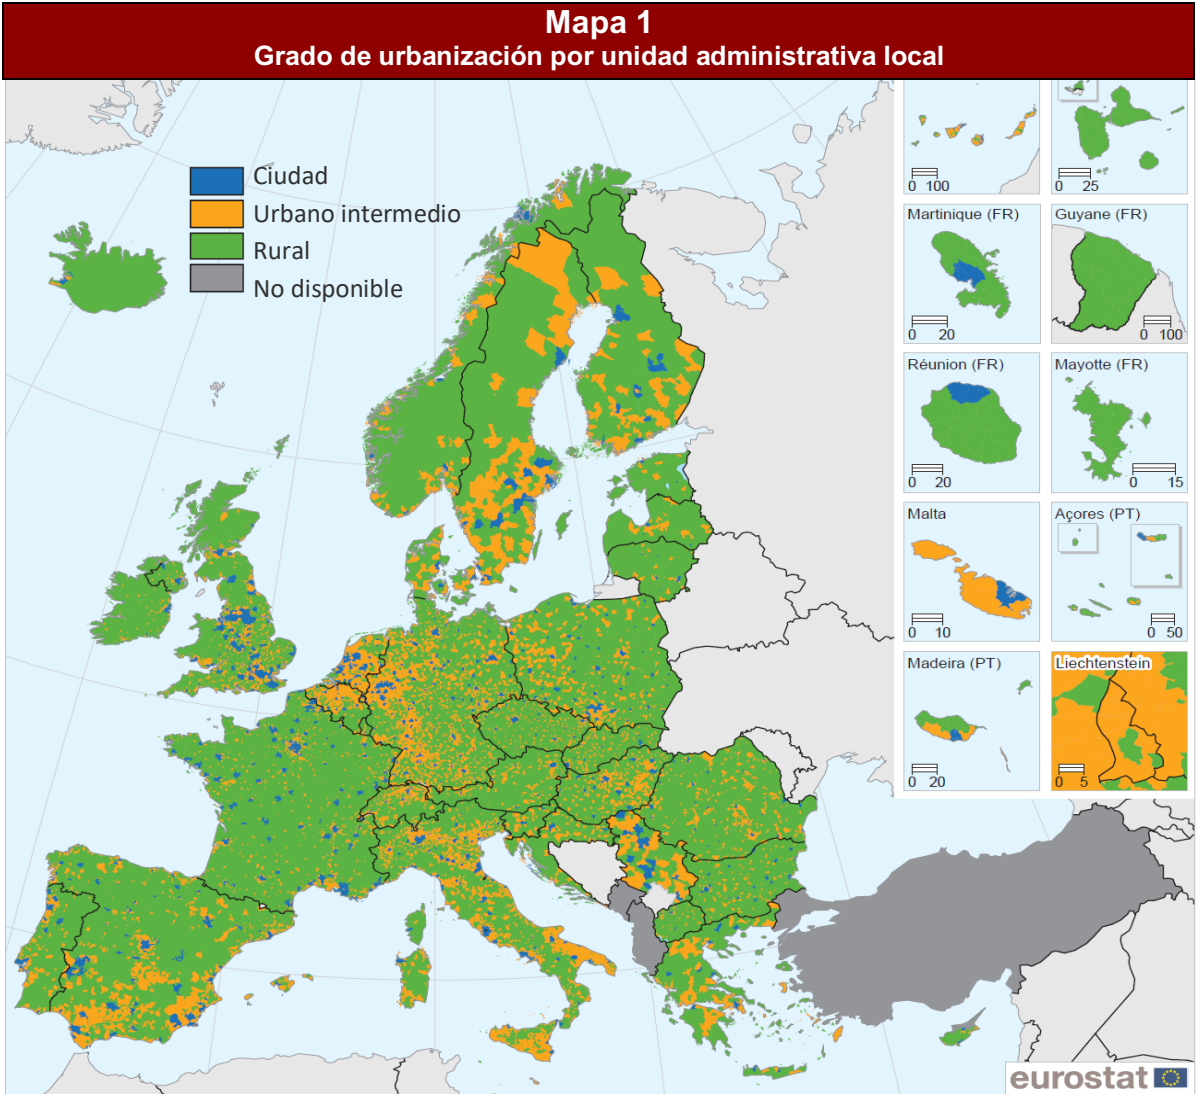 Mapa 1
Grado de urbanización por unidad administrativa local
Ciudad
Urbano intermedio
Rural
No disponible
0 100
0 25
Martinique (FR)
Guyane (FR)
0 20
0 100
Réunion (FR)
Mayotte (FR)
0 20
0 15
Malta
Açores (PT)
0 10
0 50
Madeira (PT)
Liechtenstein
0 20
0 5
eurostat